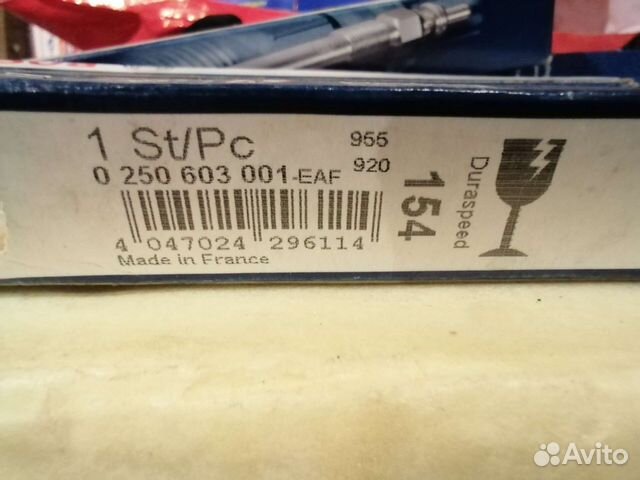 1 St/Pc
955
0 250 603 001-EAF
920
4 047024 296114
Made in France
154
Duraspeed
Avito